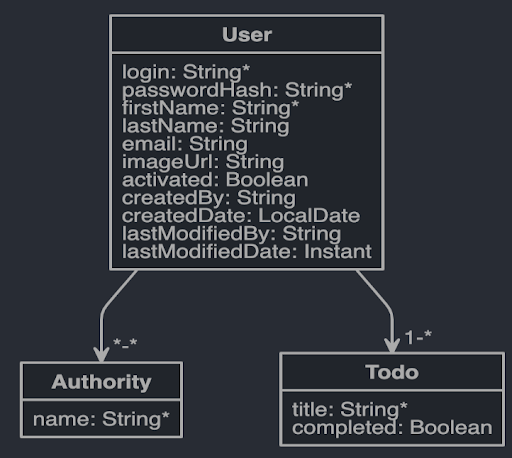 User
login: String*
passwordHash: String*
firstName: String*
lastName: String
email: String
imageUrl: String
activated: Boolean
createdBy: String
createdDate: LocalDate
lastModifiedBy: String
lastModifiedDate: Instant
*-*
1-*
Authority
name: String*
Todo
title: String*
completed: Boolean